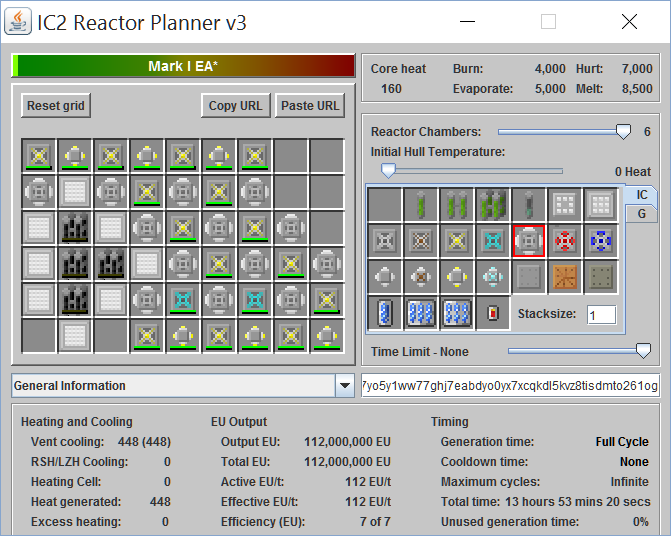 IC2 Reactor Planner v3
Mark I EA*
Reset grid
Copy URL
Paste URL
Core heat
160
Burn: 4,000
Hurt: 7,000
Evaporate: 5,000
Melt: 8,500
Reactor Chambers: 6
Initial Hull Temperature:
0 Heat
IC
G
Stacksize: 1
Time Limit - None
General Information
7yo5y1ww77ghj7eabdyo0yx7xcqkdl5kvz8tisdmto261og
Heating and Cooling
Vent cooling: 448 (448)
RSH/LZH Cooling: 0
Heating Cell: 0
Heat generated: 448
Excess heating: 0
EU Output
Output EU: 112,000,000 EU
Total EU: 112,000,000 EU
Active EU/t: 112 EU/t
Effective EU/t: 112 EU/t
Efficiency (EU): 7 of 7
Timing
Generation time: Full Cycle
Cooldown time: None
Maximum cycles: Infinite
Total time: 13 hours 53 mins 20 secs
Unused generation time: 0%